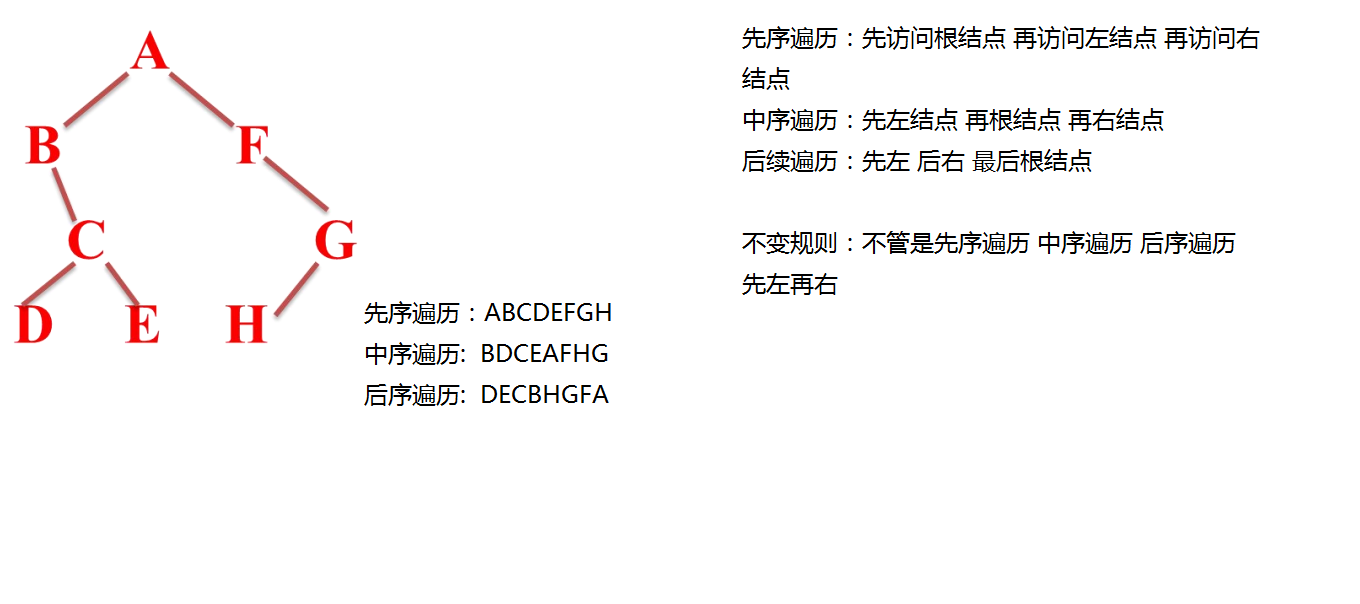 A
B
F
C
G
D
E
H
先序遍历：ABCDEFGH
中序遍历: BDCEAFHG
后序遍历: DECBHGFA
先序遍历：先访问根结点 再访问左结点 再访问右
结点
中序遍历：先左结点 再根结点 再右结点
后续遍历：先左 后右 最后根结点
不变规则：不管是先序遍历 中序遍历 后序遍历
先左再右